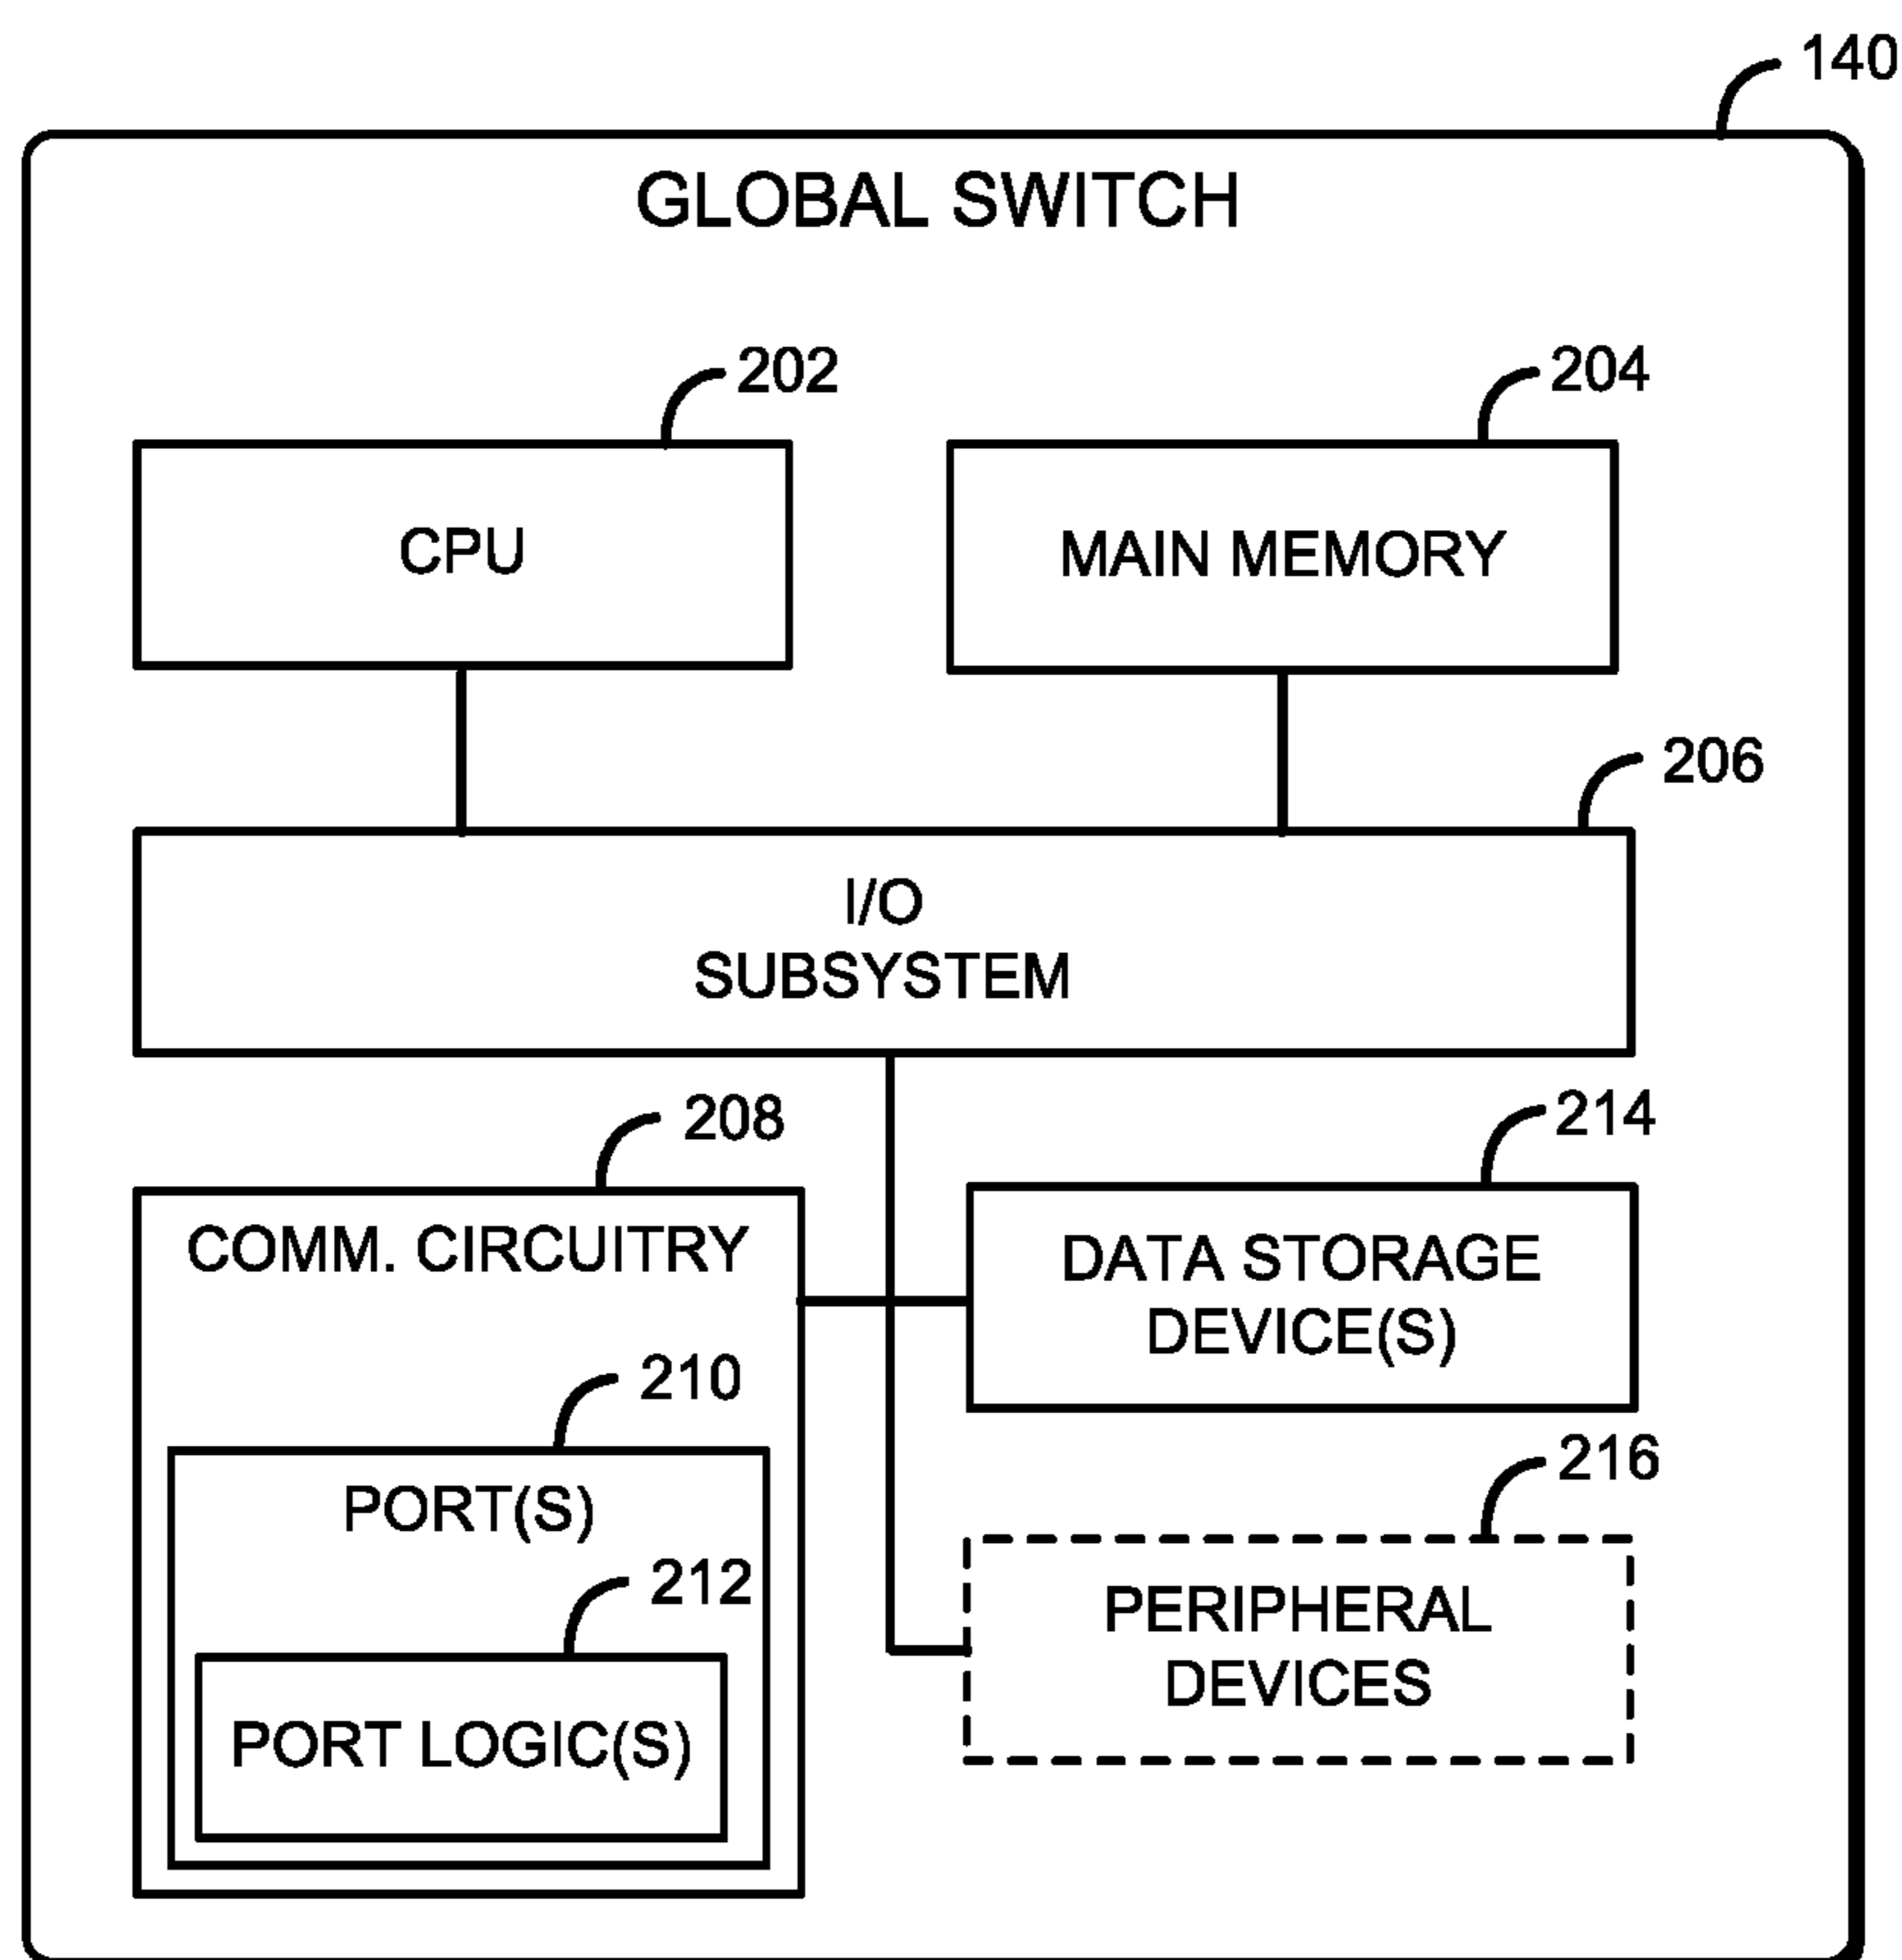 140
GLOBAL SWITCH
202
204
CPU
MAIN MEMORY
206
I/O
SUBSYSTEM
208
214
COMM. CIRCUITRY
DATA STORAGE
DEVICE(S)
210
PORT(S)
216
212
PERIPHERAL
DEVICES
PORT LOGIC(S)